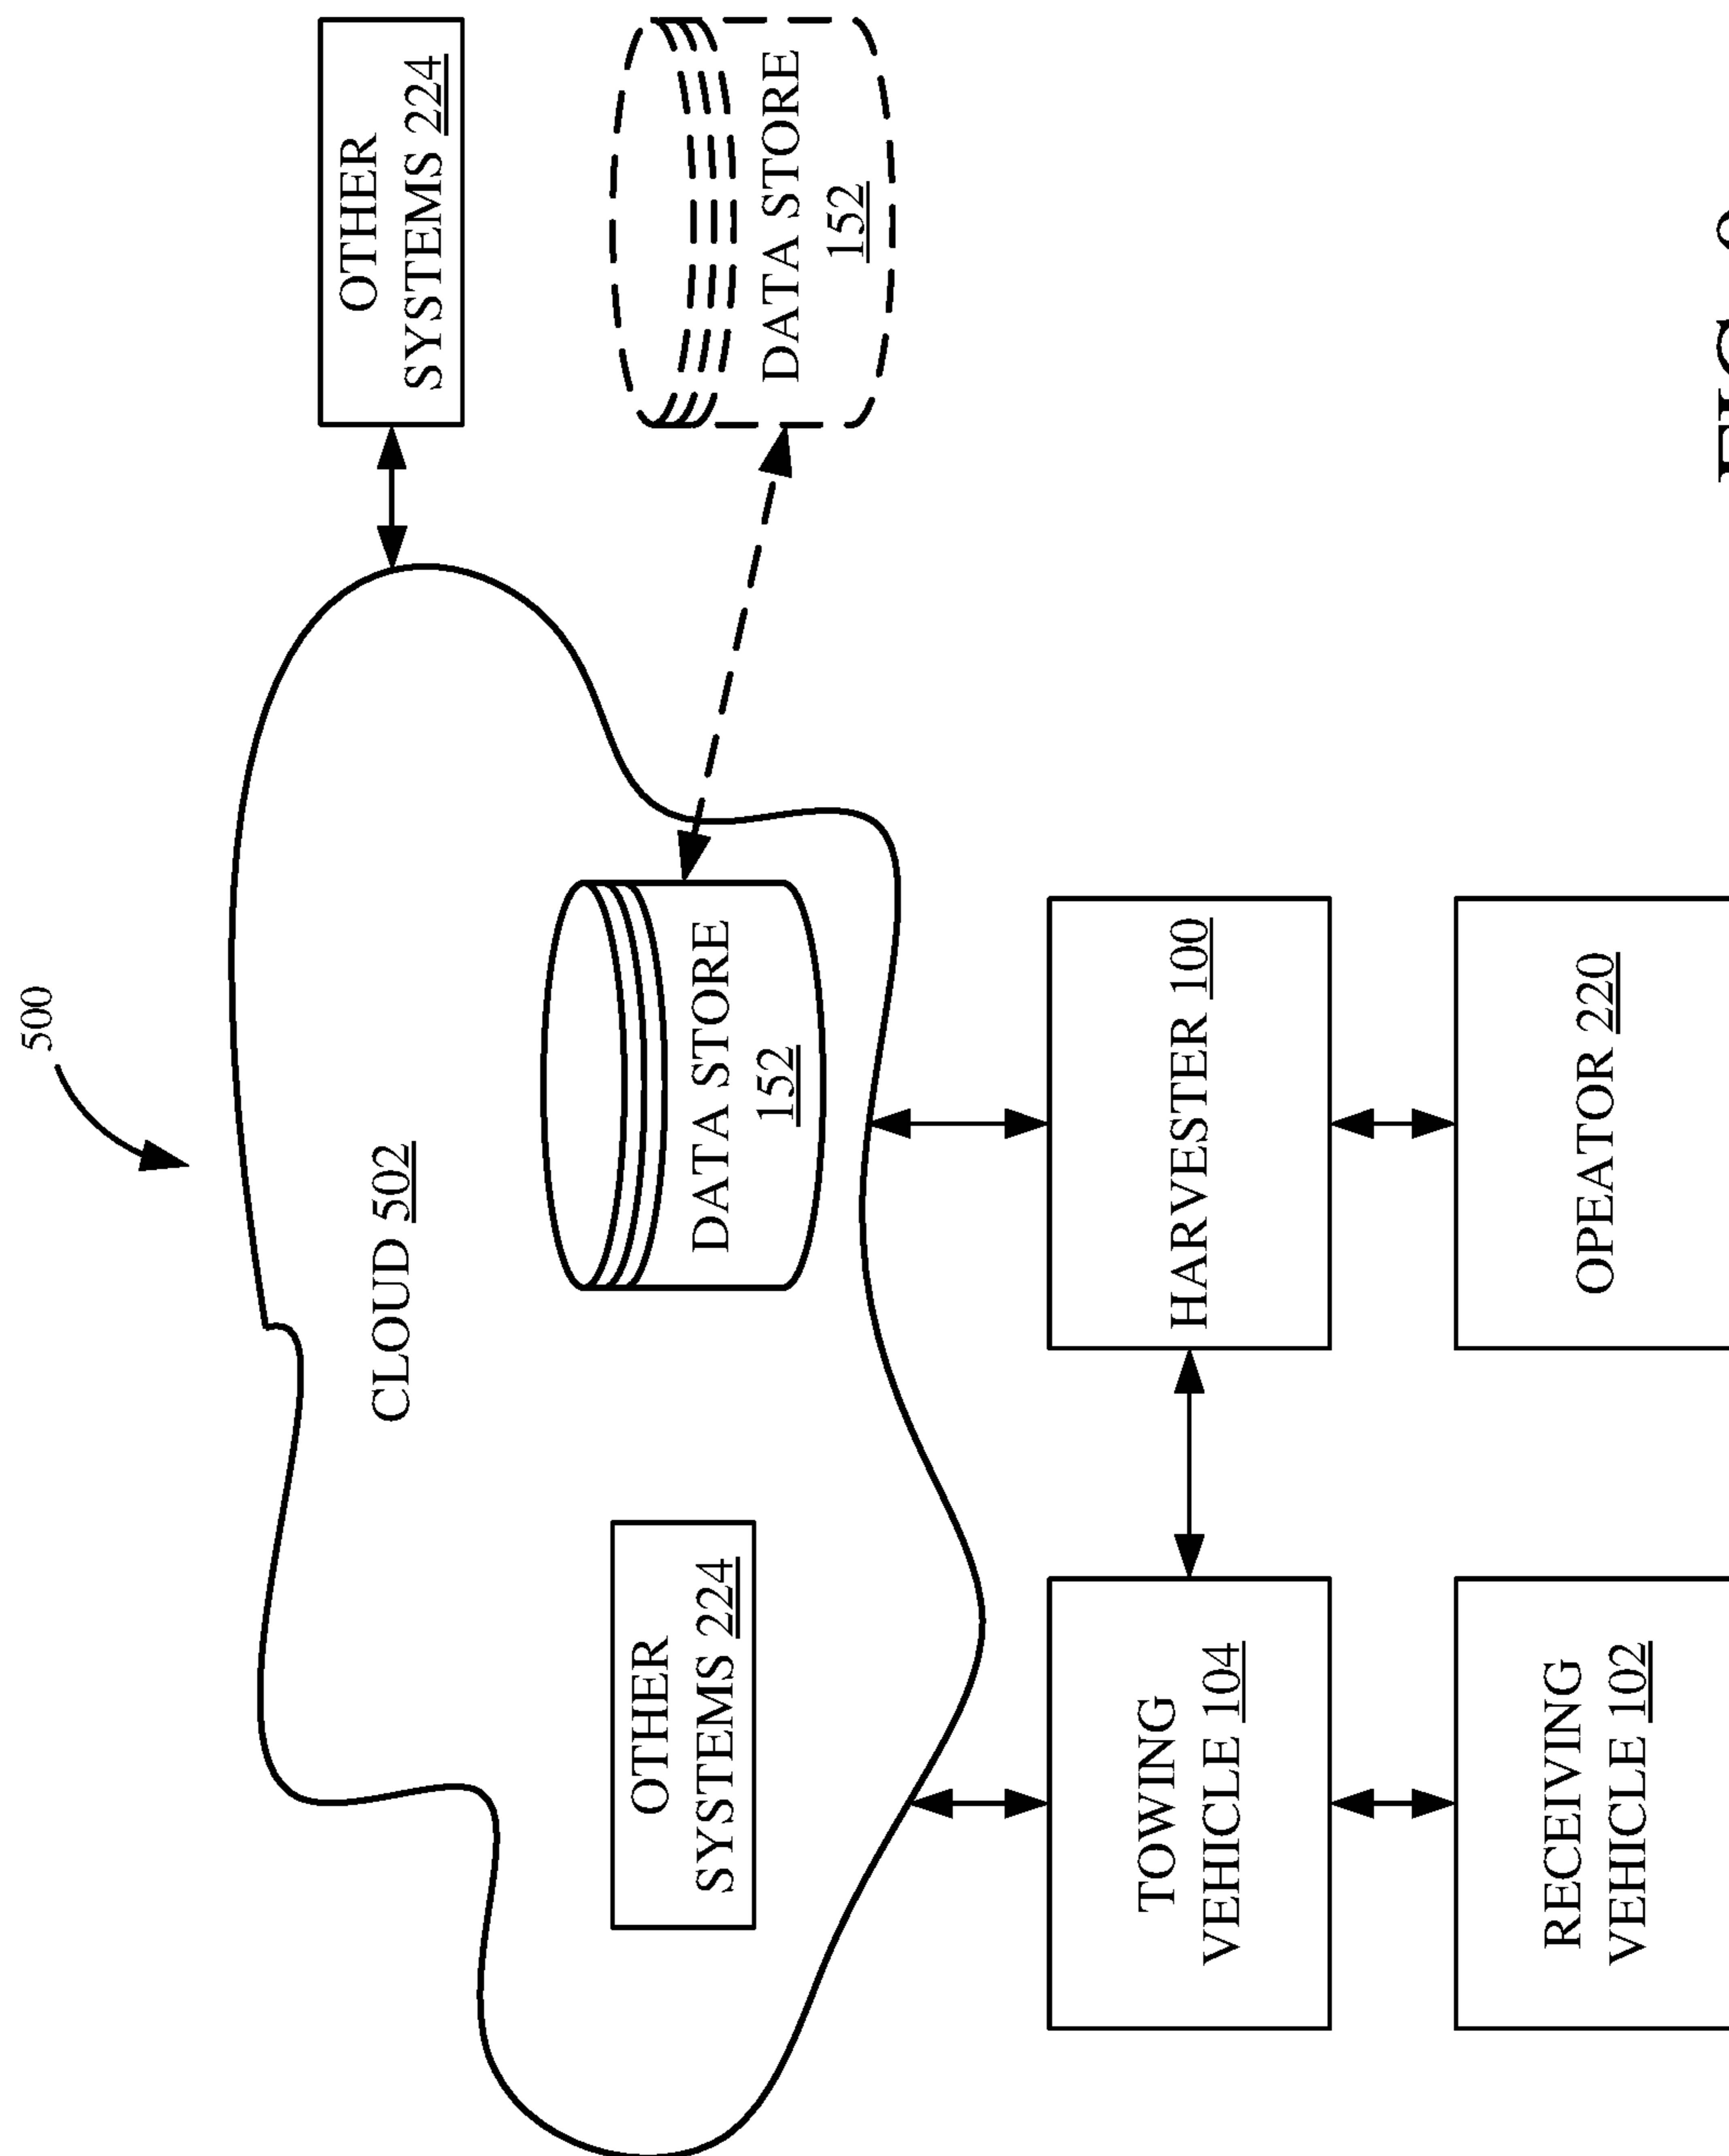 500
CLOUD 502
OTHER
SYSTEMS 224
OTHER
SYSTEMS 224
DATA STORE
152
DATA STORE
152
TOWING
VEHICLE 104
HARVESTER 100
RECEIVING
VEHICLE 102
OPEATOR 220